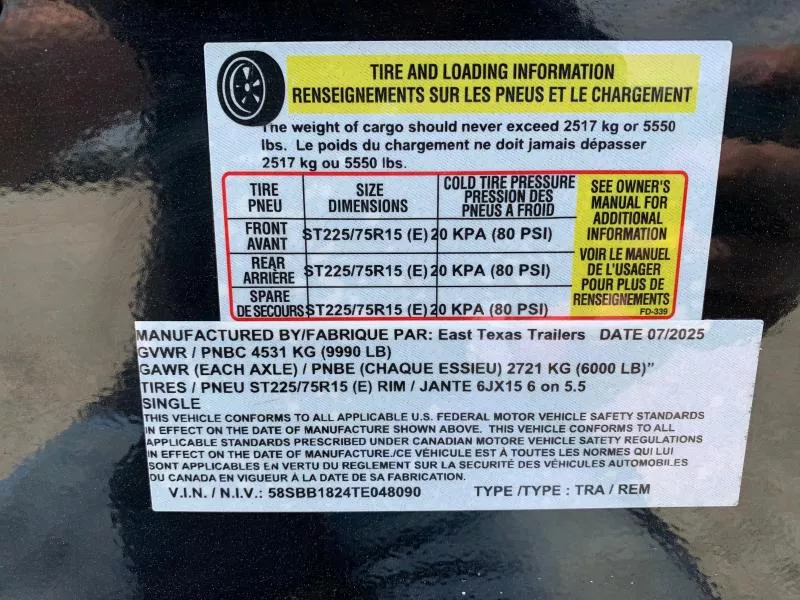 TIRE AND LOADING INFORMATION
RENSEIGNEMENTS SUR LES PNEUS ET LE CHARGEMENT
The weight of cargo should never exceed 2517 kg or 5550
lbs. Le poids du chargement ne doit jamais dépasser
2517 kg ou 5550 lbs.
TIRE PNEU
SIZE DIMENSIONS
COLD TIRE PRESSURE
PRESSION DES
PNEUS A FROID
SEE OWNER'S
MANUAL FOR
ADDITIONAL
INFORMATION
VOIR LE MANUEL
DE L'USAGER
POUR PLUS DE
RENSEIGNEMENTS
FD-339
FRONT AVANT ST225/75R15 (E) 20 KPA (80 PSI)
REAR ARRIÈRE ST225/75R15 (E) 20 KPA (80 PSI)
SPARE DE SECOURS ST225/75R15 (E) 20 KPA (80 PSI)
MANUFACTURED BY/FABRIQUE PAR: East Texas Trailers DATE 07/2025
GVWR / PNBC 4531 KG (9990 LB)
GAWR (EACH AXLE) / PNBE (CHAQUE ESSIEU) 2721 KG (6000 LB)"
TIRES / PNEU ST225/75R15 (E) RIM / JANTE 6JX15 6 on 5.5
SINGLE
THIS VEHICLE CONFORMS TO ALL APPLICABLE U.S. FEDERAL MOTOR VEHICLE SAFETY STANDARDS
IN EFFECT ON THE DATE OF MANUFACTURE SHOWN ABOVE. THIS VEHICLE CONFORMS TO ALL
APPLICABLE STANDARDS PRESCRIBED UNDER CANADIAN MOTORE VEHICLE SATETY REGULATIONS
IN EFFECT ON THE DATE OF MANUFACTURE./CE VÉHICULE EST À TOUTES LES NORMES QUI LUI
SONT APPLICABLES EN VERTU DU REGLEMENT SUR LA SECURITÉ DES VÉHICULES AUTOMOBILES
DU CANADA EN VIGUEUR À LA DATE DE SA FABRICATION.
V.I.N. / N.I.V.: 58SBB1824TE048090 TYPE /TYPE : TRA / REM